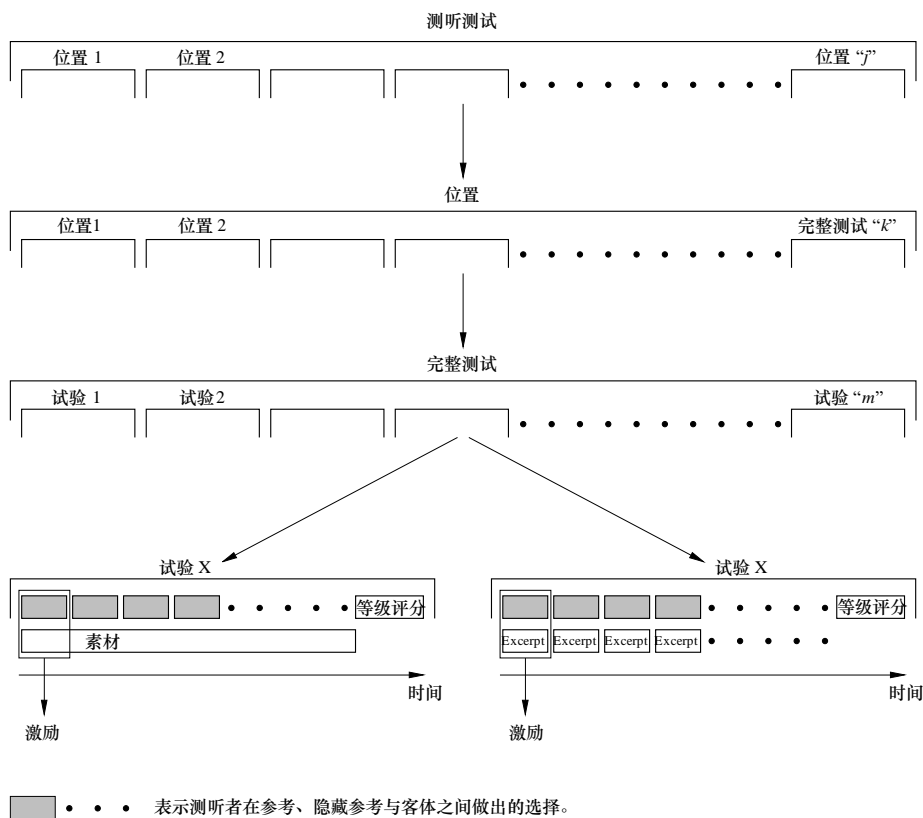 测听测试
位置 1 位置 2 位置 “j”
位置
位置1 位置 2 完整测试 “k”
完整测试
试验 1 试验2 试验 “m”
试验 X 试验 X
等级评分 等级评分
素材 Excerpt Excerpt Excerpt Excerpt
时间 时间
激励 激励
表示测听者在参考、隐藏参考与客体之间做出的选择。